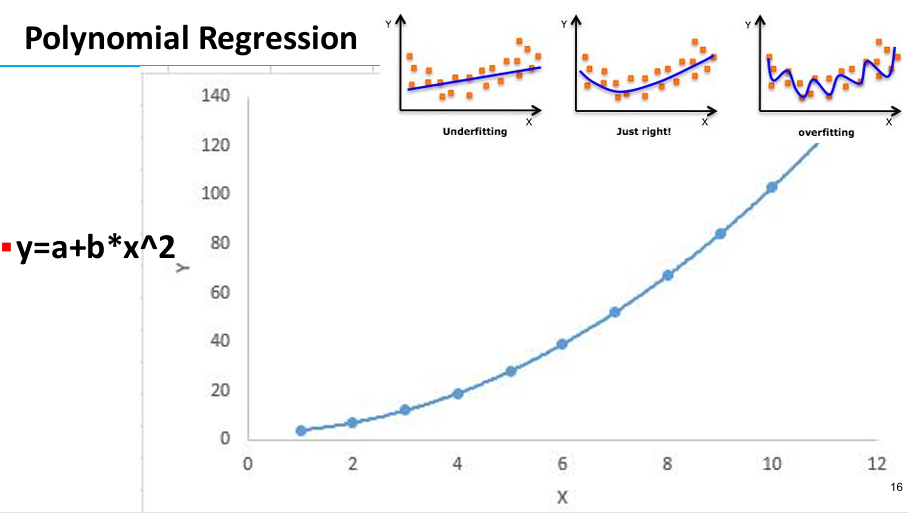 Polynomial Regression
Y
X
Underfitting
Y
X
Just right!
Y
X
overfitting
y=a+b*x^2
Y
140
120
100
80
60
40
20
0
0 2 4 6 8 10 12
X
16